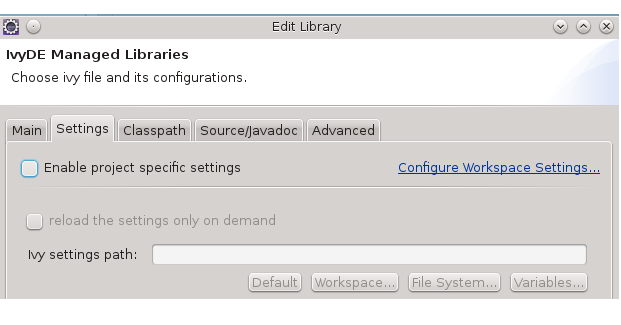 Edit Library
IvyDE Managed Libraries
Choose ivy file and its configurations.
Main Settings Classpath Source/Javadoc Advanced
Enable project specific settings Configure Workspace Settings...
reload the settings only on demand
Ivy settings path:
Default Workspace... File System... Variables...